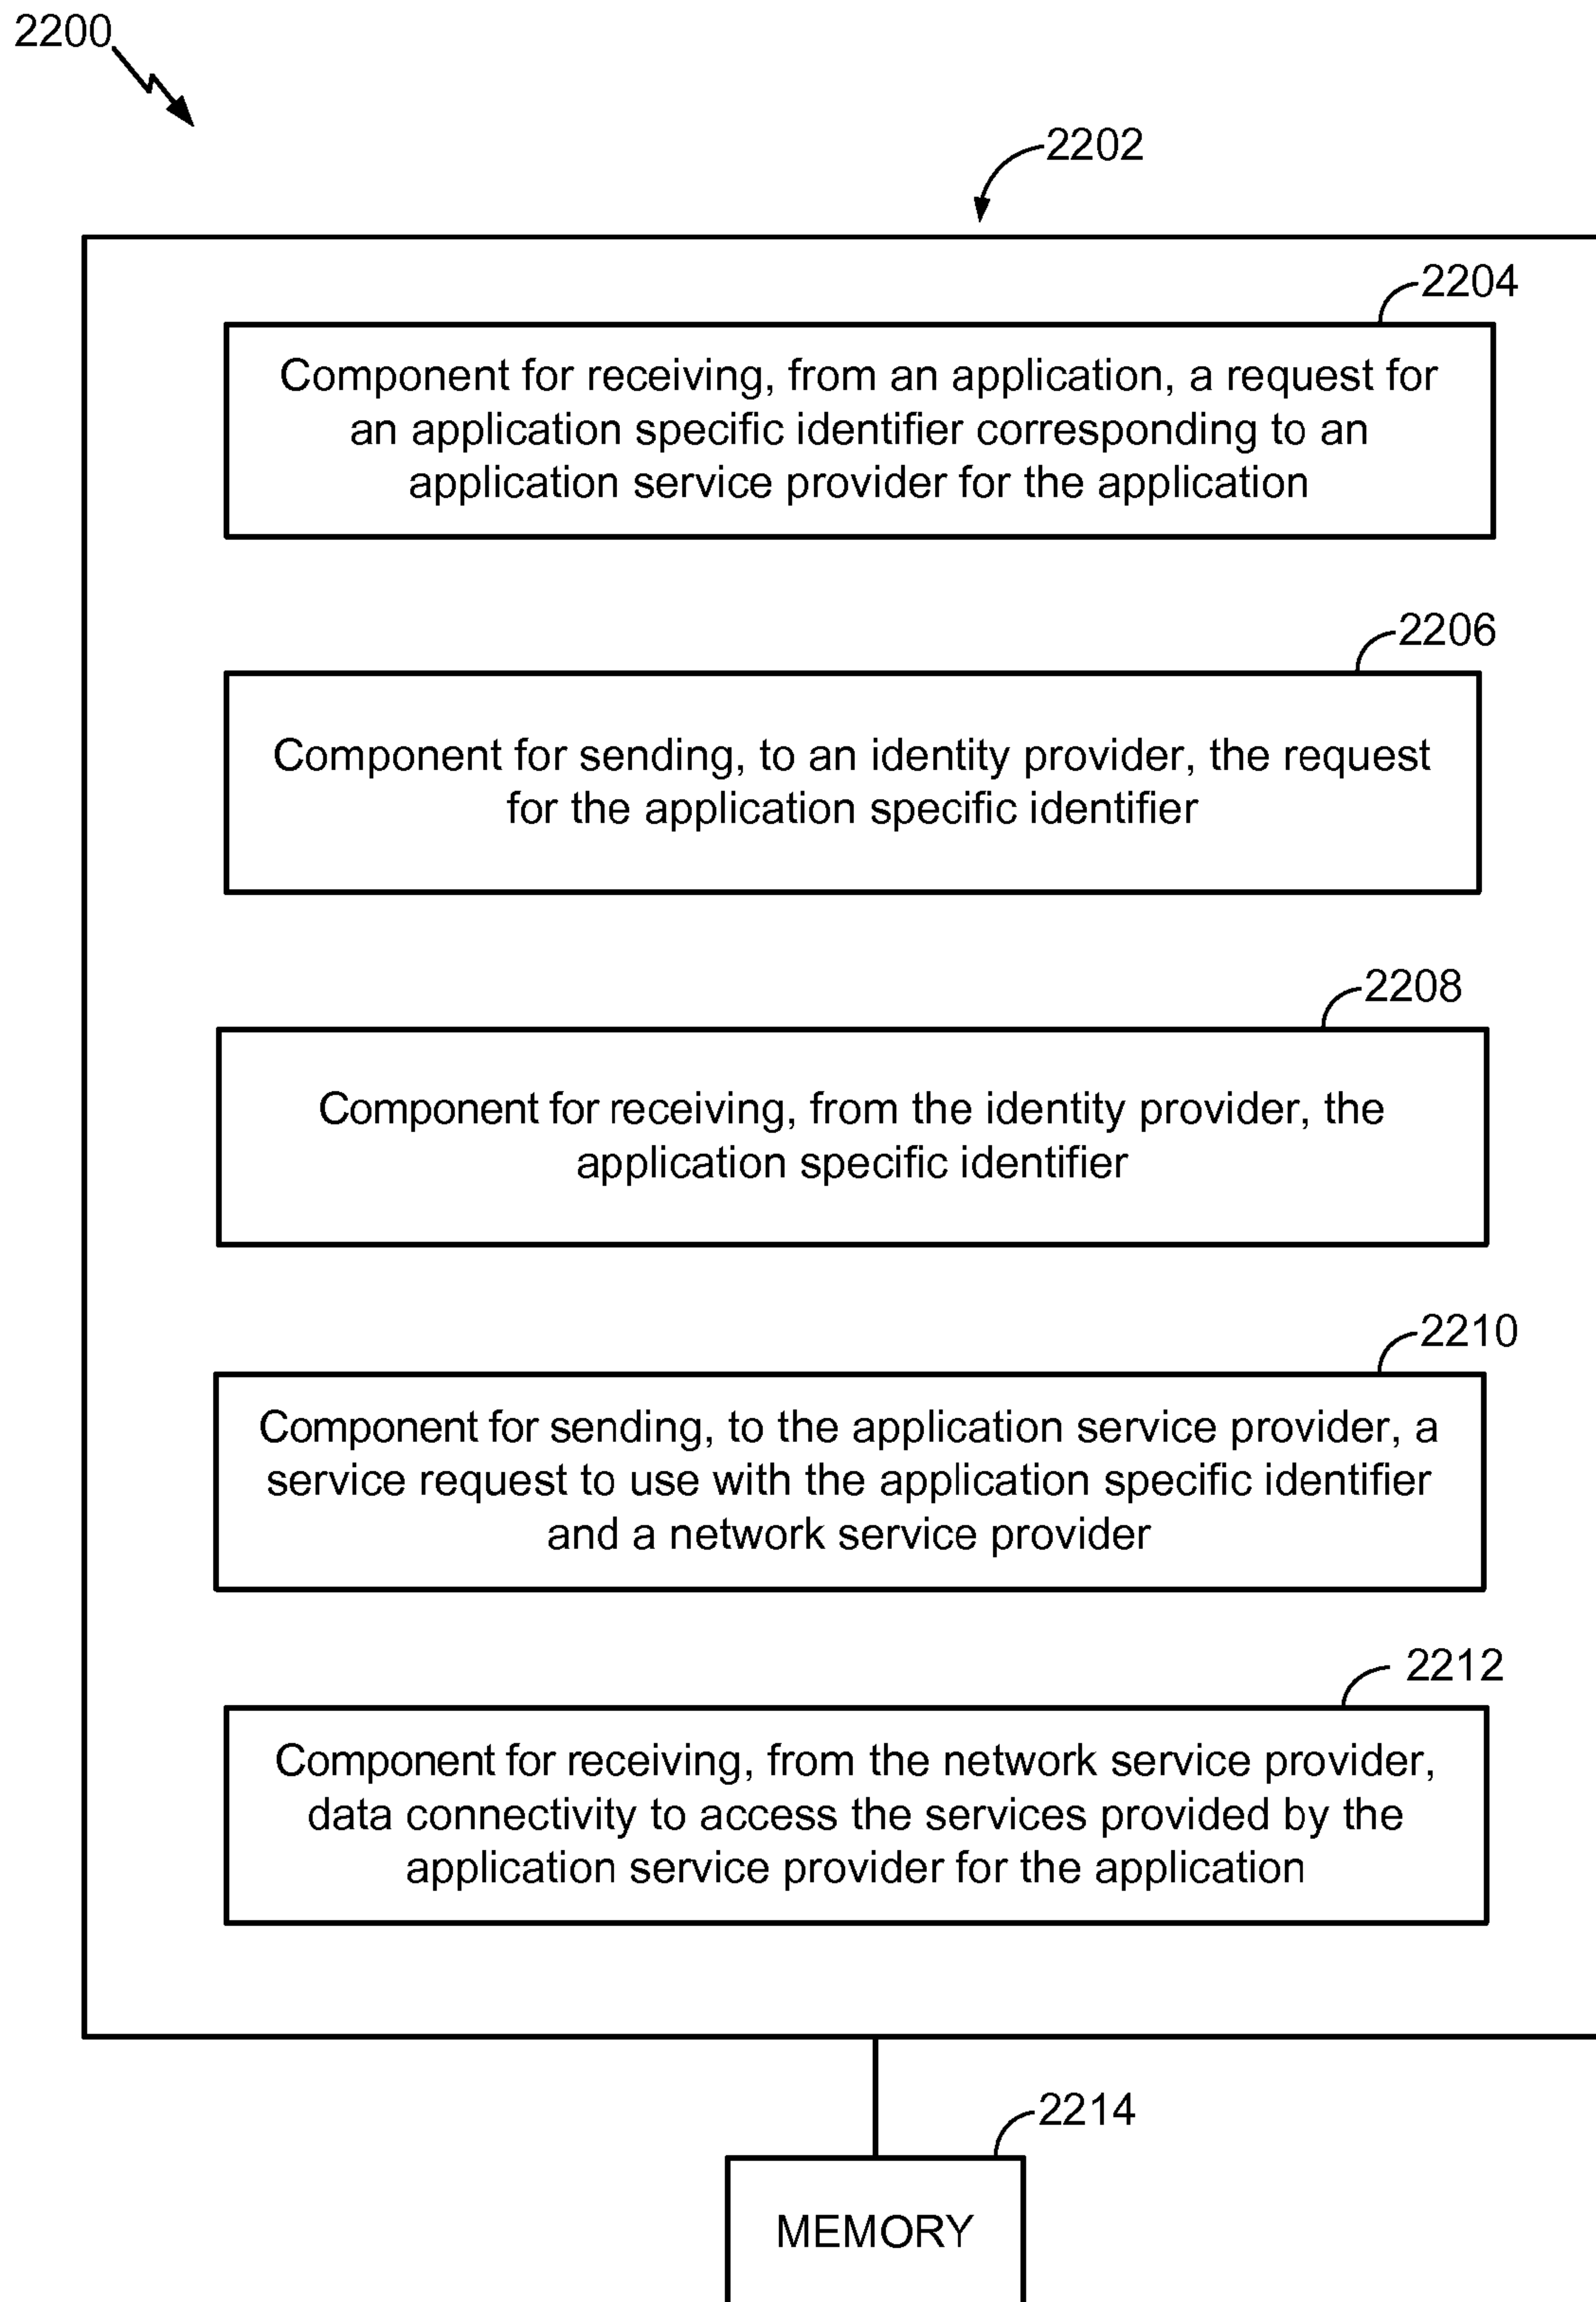 2200
2202
2204
Component for receiving, from an application, a request for
an application specific identifier corresponding to an
application service provider for the application
2206
Component for sending, to an identity provider, the request
for the application specific identifier
2208
Component for receiving, from the identity provider, the
application specific identifier
2210
Component for sending, to the application service provider, a
service request to use with the application specific identifier
and a network service provider
2212
Component for receiving, from the network service provider,
data connectivity to access the services provided by the
application service provider for the application
2214
MEMORY